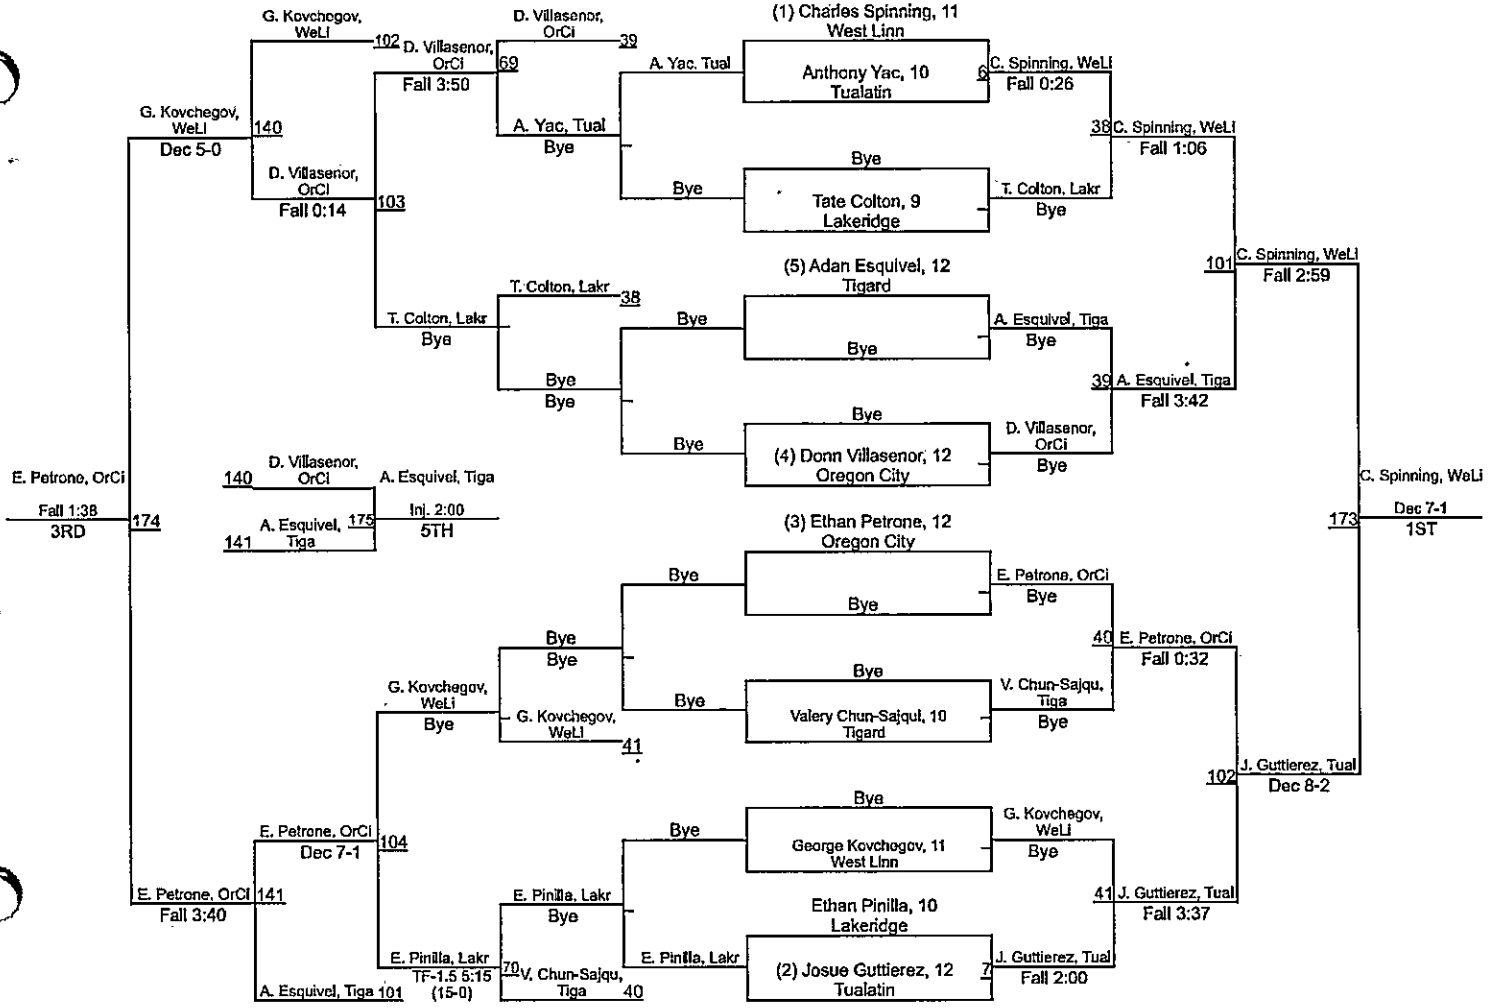 G. Kovchegov,
WeLi
102
D. Villasenor,
OrCi
Fall 3:50
69
D. Villasenor,
OrCi
39
A. Yac, Tual
Bye
A. Yac, Tual
Bye
G. Kovchegov,
WeLi
Dec 5-0
140
D. Villasenor,
OrCi
Fall 0:14
103
T. Colton, Lakr
Bye
T. Colton, Lakr
38
Bye
Bye
Bye
Bye
E. Petrone, OrCi
Fall 1:38
3RD
174
140
D. Villasenor,
OrCi
A. Esquivel,
Tiga
141
175
A. Esquivel, Tiga
Inj. 2:00
5TH
Bye
Bye
Bye
Bye
G. Kovchegov,
WeLi
Bye
G. Kovchegov,
WeLi
41
E. Petrone, OrCi
Dec 7-1
104
E. Petrone, OrCi
Fall 3:40
141
A. Esquivel, Tiga
101
E. Pinilla, Lakr
TF-1.5 5:15
(15-0)
70
E. Pinilla, Lakr
Bye
V. Chun-Sajqu,
Tiga
40
Bye
E. Pinilla, Lakr
(1) Charles Spinning, 11
West Linn
Anthony Yac, 10
Tualatin
6
C. Spinning, WeLi
Fall 0:26
Bye
Tate Colton, 9
Lakeridge
T. Colton, Lakr
Bye
38
C. Spinning, WeLi
Fall 1:06
(5) Adan Esquivel, 12
Tigard
Bye
A. Esquivel, Tiga
Bye
Bye
(4) Donn Villasenor, 12
Oregon City
D. Villasenor,
OrCi
Bye
39
A. Esquivel, Tiga
Fall 3:42
101
C. Spinning, WeLi
Fall 2:59
(3) Ethan Petrone, 12
Oregon City
Bye
E. Petrone, OrCi
Bye
Bye
Valery Chun-Sajqui, 10
Tigard
V. Chun-Sajqu,
Tiga
Bye
40
E. Petrone, OrCi
Fall 0:32
Bye
George Kovchegov, 11
West Linn
G. Kovchegov,
WeLi
Bye
Ethan Pinilla, 10
Lakeridge
(2) Josue Guttierez, 12
Tualatin
7
J. Guttierez, Tual
Fall 2:00
41
J. Guttierez, Tual
Fall 3:37
102
J. Guttierez, Tual
Dec 8-2
173
C. Spinning, WeLi
Dec 7-1
1ST